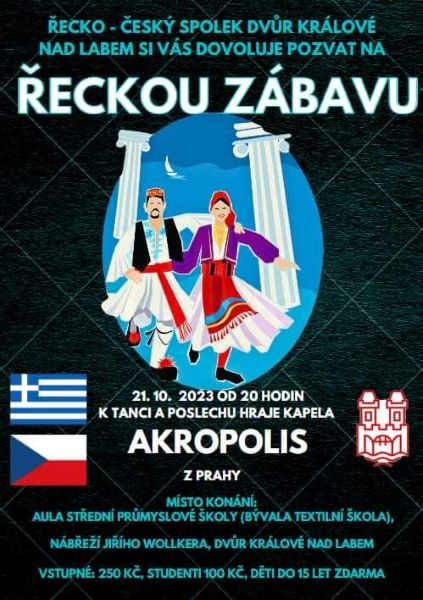 ŘECKO - ČESKÝ SPOLEK DVŮR KRÁLOVÉ
NAD LABEM SI VÁS DOVOLUJE POZVAT NA
ŘECKOU ZÁBAVU
21. 10. 2023 OD 20 HODIN
K TANCI A POSLECHU HRAJE KAPELA
AKROPOLIS
Z PRAHY
MÍSTO KONÁNÍ:
AULA STŘEDNÍ PRŮMYSLOVÉ ŠKOLY (BÝVALA TEXTILNÍ ŠKOLA),
NÁBŘEŽÍ JIŘÍHO WOLLKERA, DVŮR KRÁLOVÉ NAD LABEM
VSTUPNÉ: 250 KČ, STUDENTI 100 KČ, DĚTI DO 15 LET ZDARMA